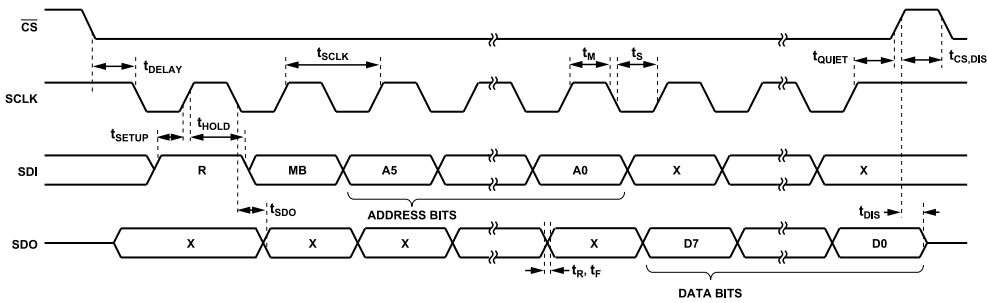 CS
tDELAY
tSCLK
tM
tS
tQUIET
tCS,DIS
SCLK
tSETUP
tHOLD
SDI
R
MB
A5
A0
X
X
tSDO
ADDRESS BITS
tDIS
SDO
X
X
X
X
D7
D0
tR, tF
DATA BITS